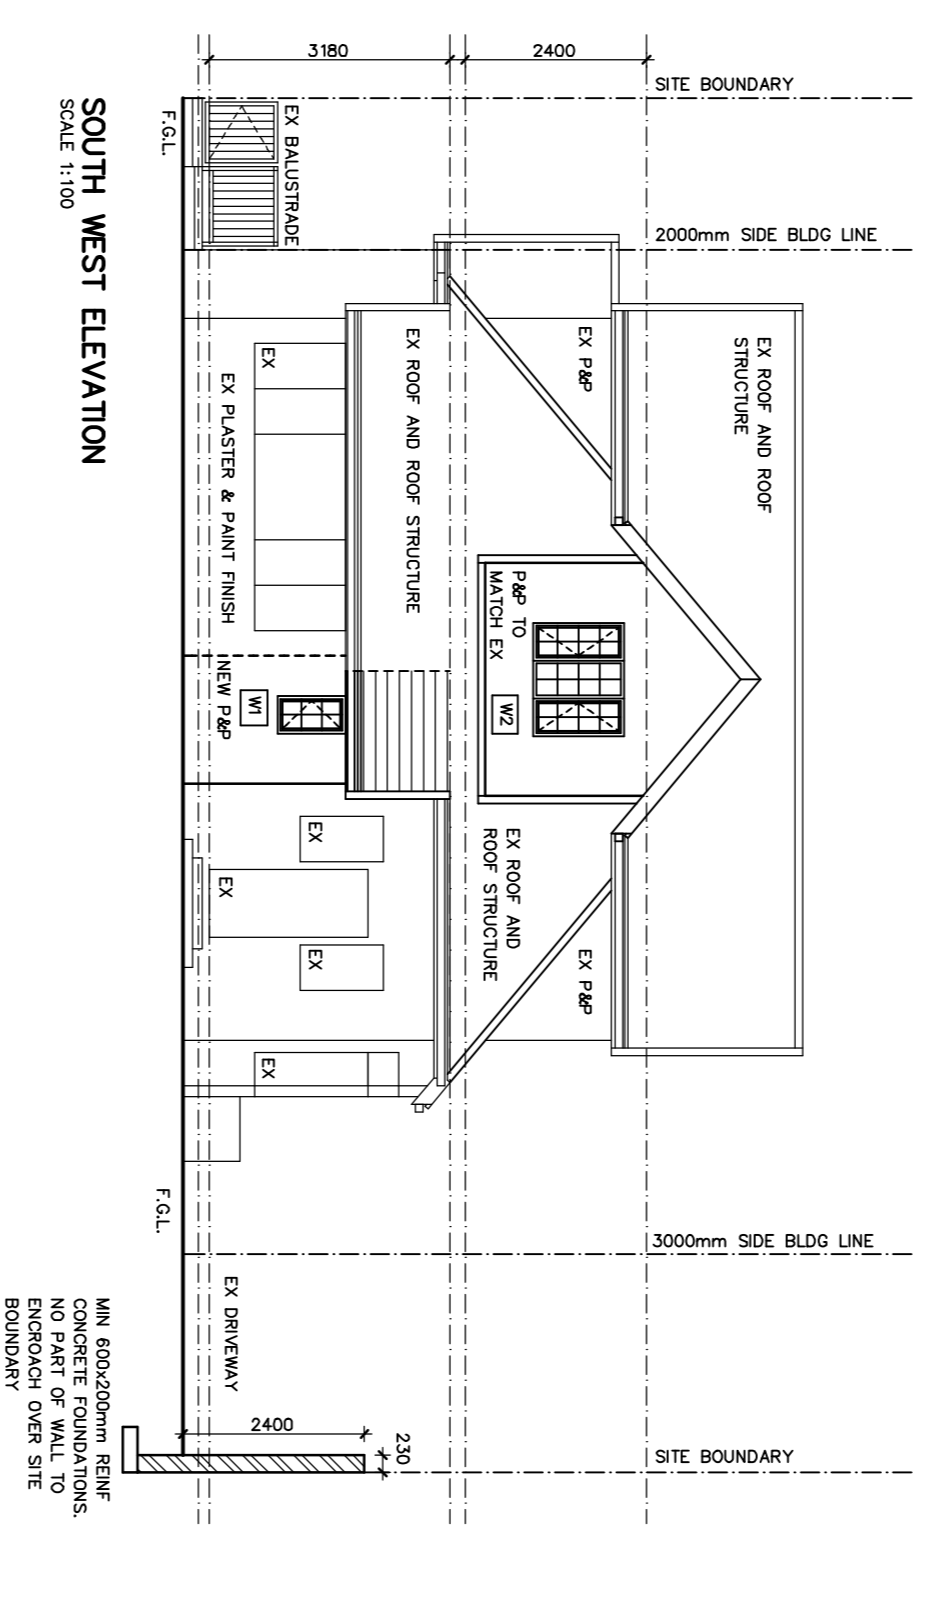 3180
2400
SITE BOUNDARY
2000mm SIDE BLDG LINE
3000mm SIDE BLDG LINE
SITE BOUNDARY
EX ROOF AND ROOF
STRUCTURE
EX P&P
EX P&P
P&P TO
MATCH EX
W2
EX ROOF AND
ROOF STRUCTURE
EX ROOF AND ROOF STRUCTURE
EX BALUSTRADE
EX
EX
EX
EX
EX
EX PLASTER & PAINT FINISH
NEW P&P
W1
EX DRIVEWAY
230
2400
F.G.L.
F.G.L.
SOUTH WEST ELEVATION
SCALE 1:100
MIN 600x200mm REINF
CONCRETE FOUNDATIONS.
NO PART OF WALL TO
ENCROACH OVER SITE
BOUNDARY